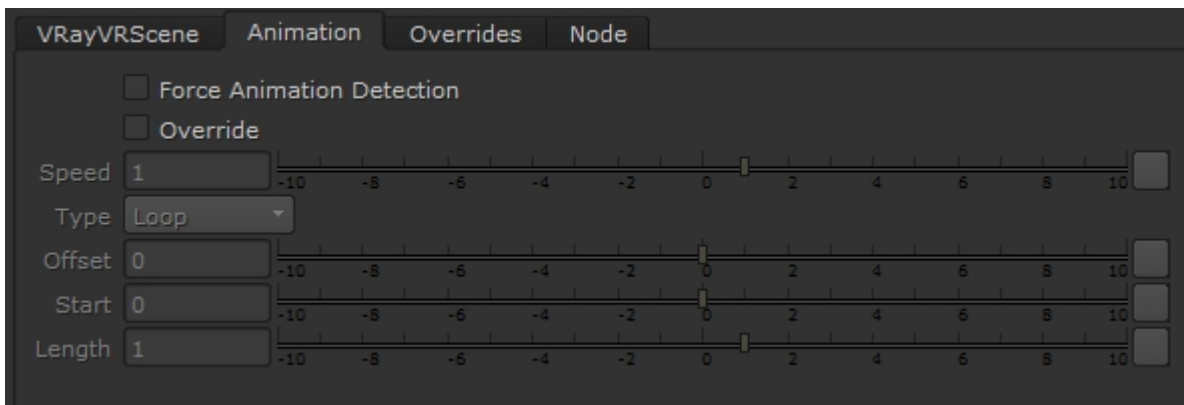 VRayVRScene Animation Overrides Node
Force Animation Detection
Override
Speed 1 -10 -8 -6 -4 -2 0 2 4 6 8 10
Type Loop
Offset 0 -10 -8 -6 -4 -2 0 2 4 6 8 10
Start 0 -10 -8 -6 -4 -2 0 2 4 6 8 10
Length 1 -10 -8 -6 -4 -2 0 2 4 6 8 10